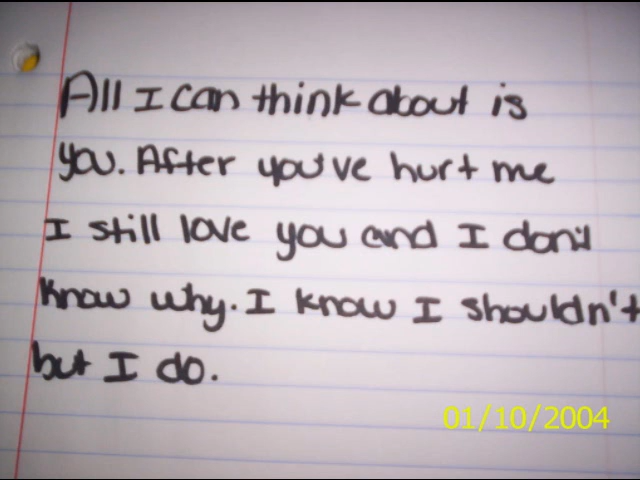 All I can think about is
you. After you've hurt me
I still love you and I don't
know why. I know I shouldn't
but I do.
01/10/2004